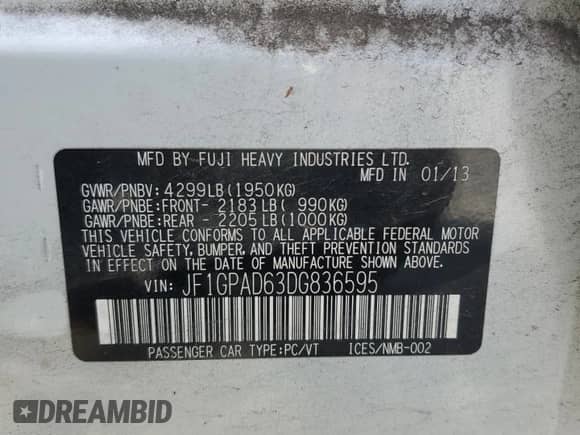 MFD BY FUJI HEAVY INDUSTRIES LTD.
MFD IN 01/13
GVWR/PNBV: 4299LB(1950KG)
GAWR/PNBE:FRONT- 2183 LB( 990KG)
GAWR/PNBE:REAR - 2205 LB(1000KG)
THIS VEHICLE CONFORMS TO ALL APPLICABLE FEDERAL MOTOR
VEHICLE SAFETY, BUMPER, AND THEFT PREVENTION STANDARDS
IN EFFECT ON THE DATE OF MANUFACTURE SHOWN ABOVE.
VIN: JF1GPAD63DG836595
PASSENGER CAR TYPE:PC/VT ICES/NMB-002
DREAMBID